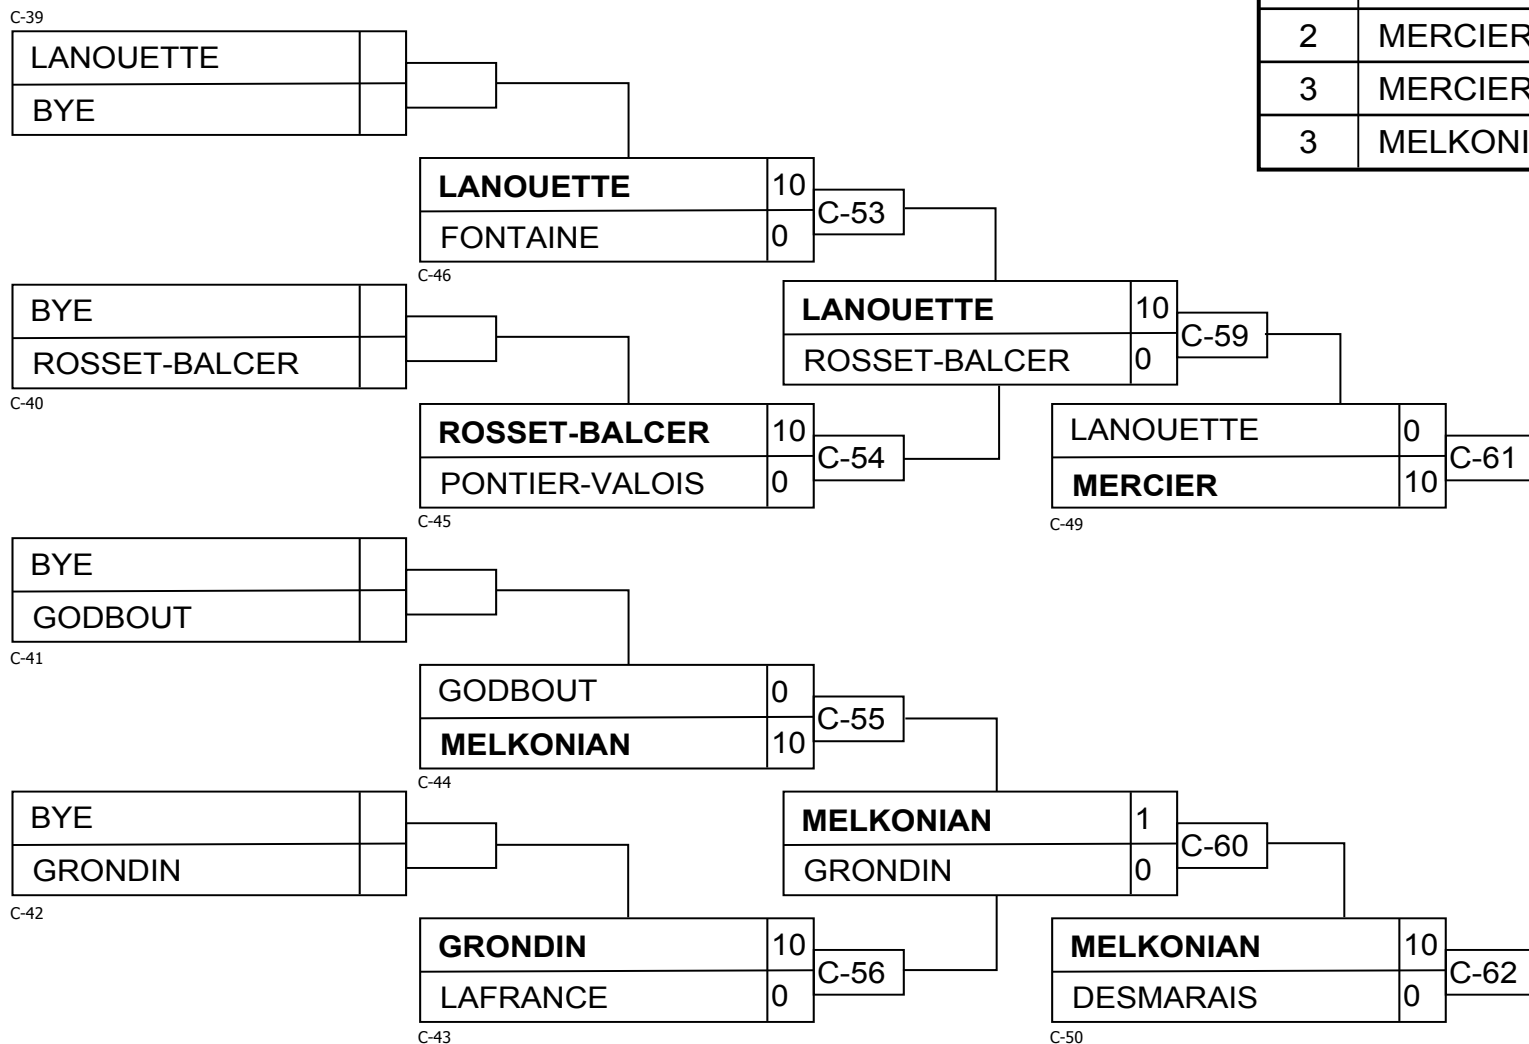 C-39
LANOUETTE
BYE
2 MERCIER
3 MERCIER
3 MELKONI
LANOUETTE 10
C-53
FONTAINE 0
C-46
BYE
ROSSET-BALCER
C-40
LANOUETTE 10
C-59
ROSSET-BALCER 0
ROSSET-BALCER 10
C-54
PONTIER-VALOIS 0
C-45
LANOUETTE 0
C-61
MERCIER 10
C-49
BYE
GODBOUT
C-41
GODBOUT 0
C-55
MELKONIAN 10
C-44
BYE
GRONDIN
C-42
MELKONIAN 1
C-60
GRONDIN 0
GRONDIN 10
C-56
LAFRANCE 0
C-43
MELKONIAN 10
C-62
DESMARAIS 0
C-50